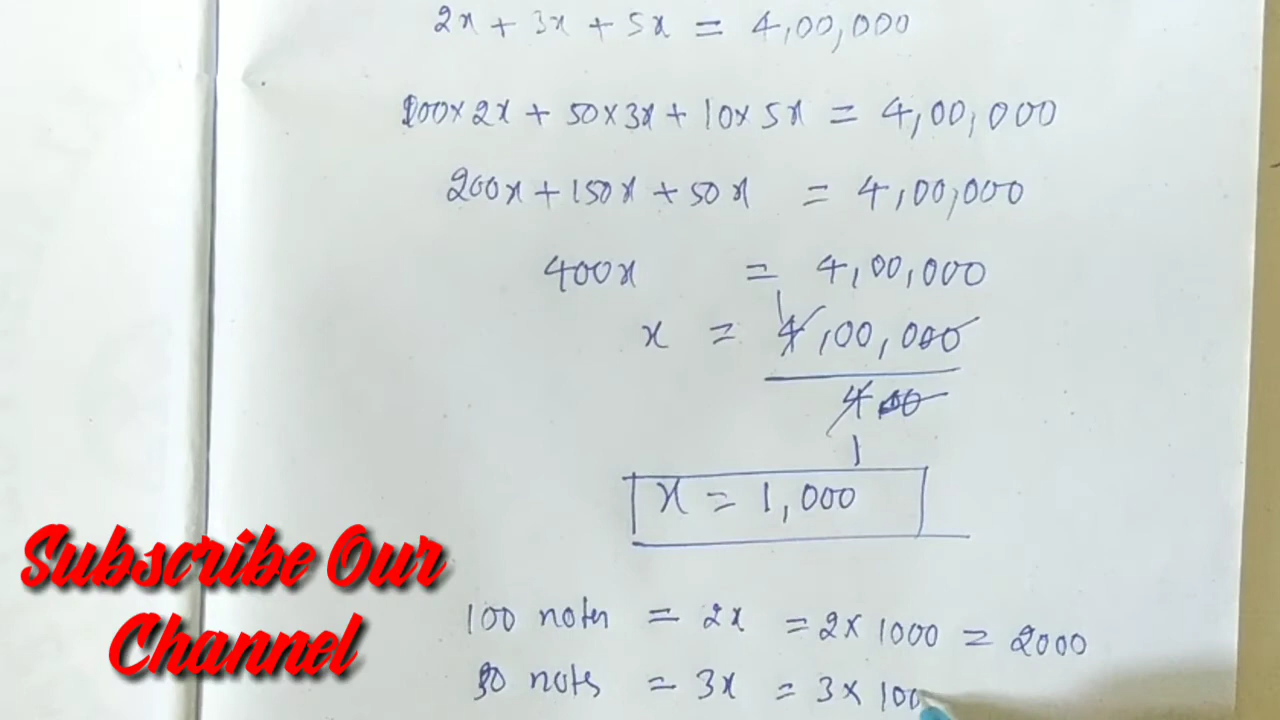 2x + 3x + 5x = 4,00,000
100×2x + 50×3x + 10×5x = 4,00,000
200x + 150x + 50x = 4,00,000
400x = 4,00,000
1
x = 4,00,000
400
1
x = 1,000
100 notes = 2x = 2×1000 = 2000
50 notes = 3x = 3×100
Subscribe Our
Channel